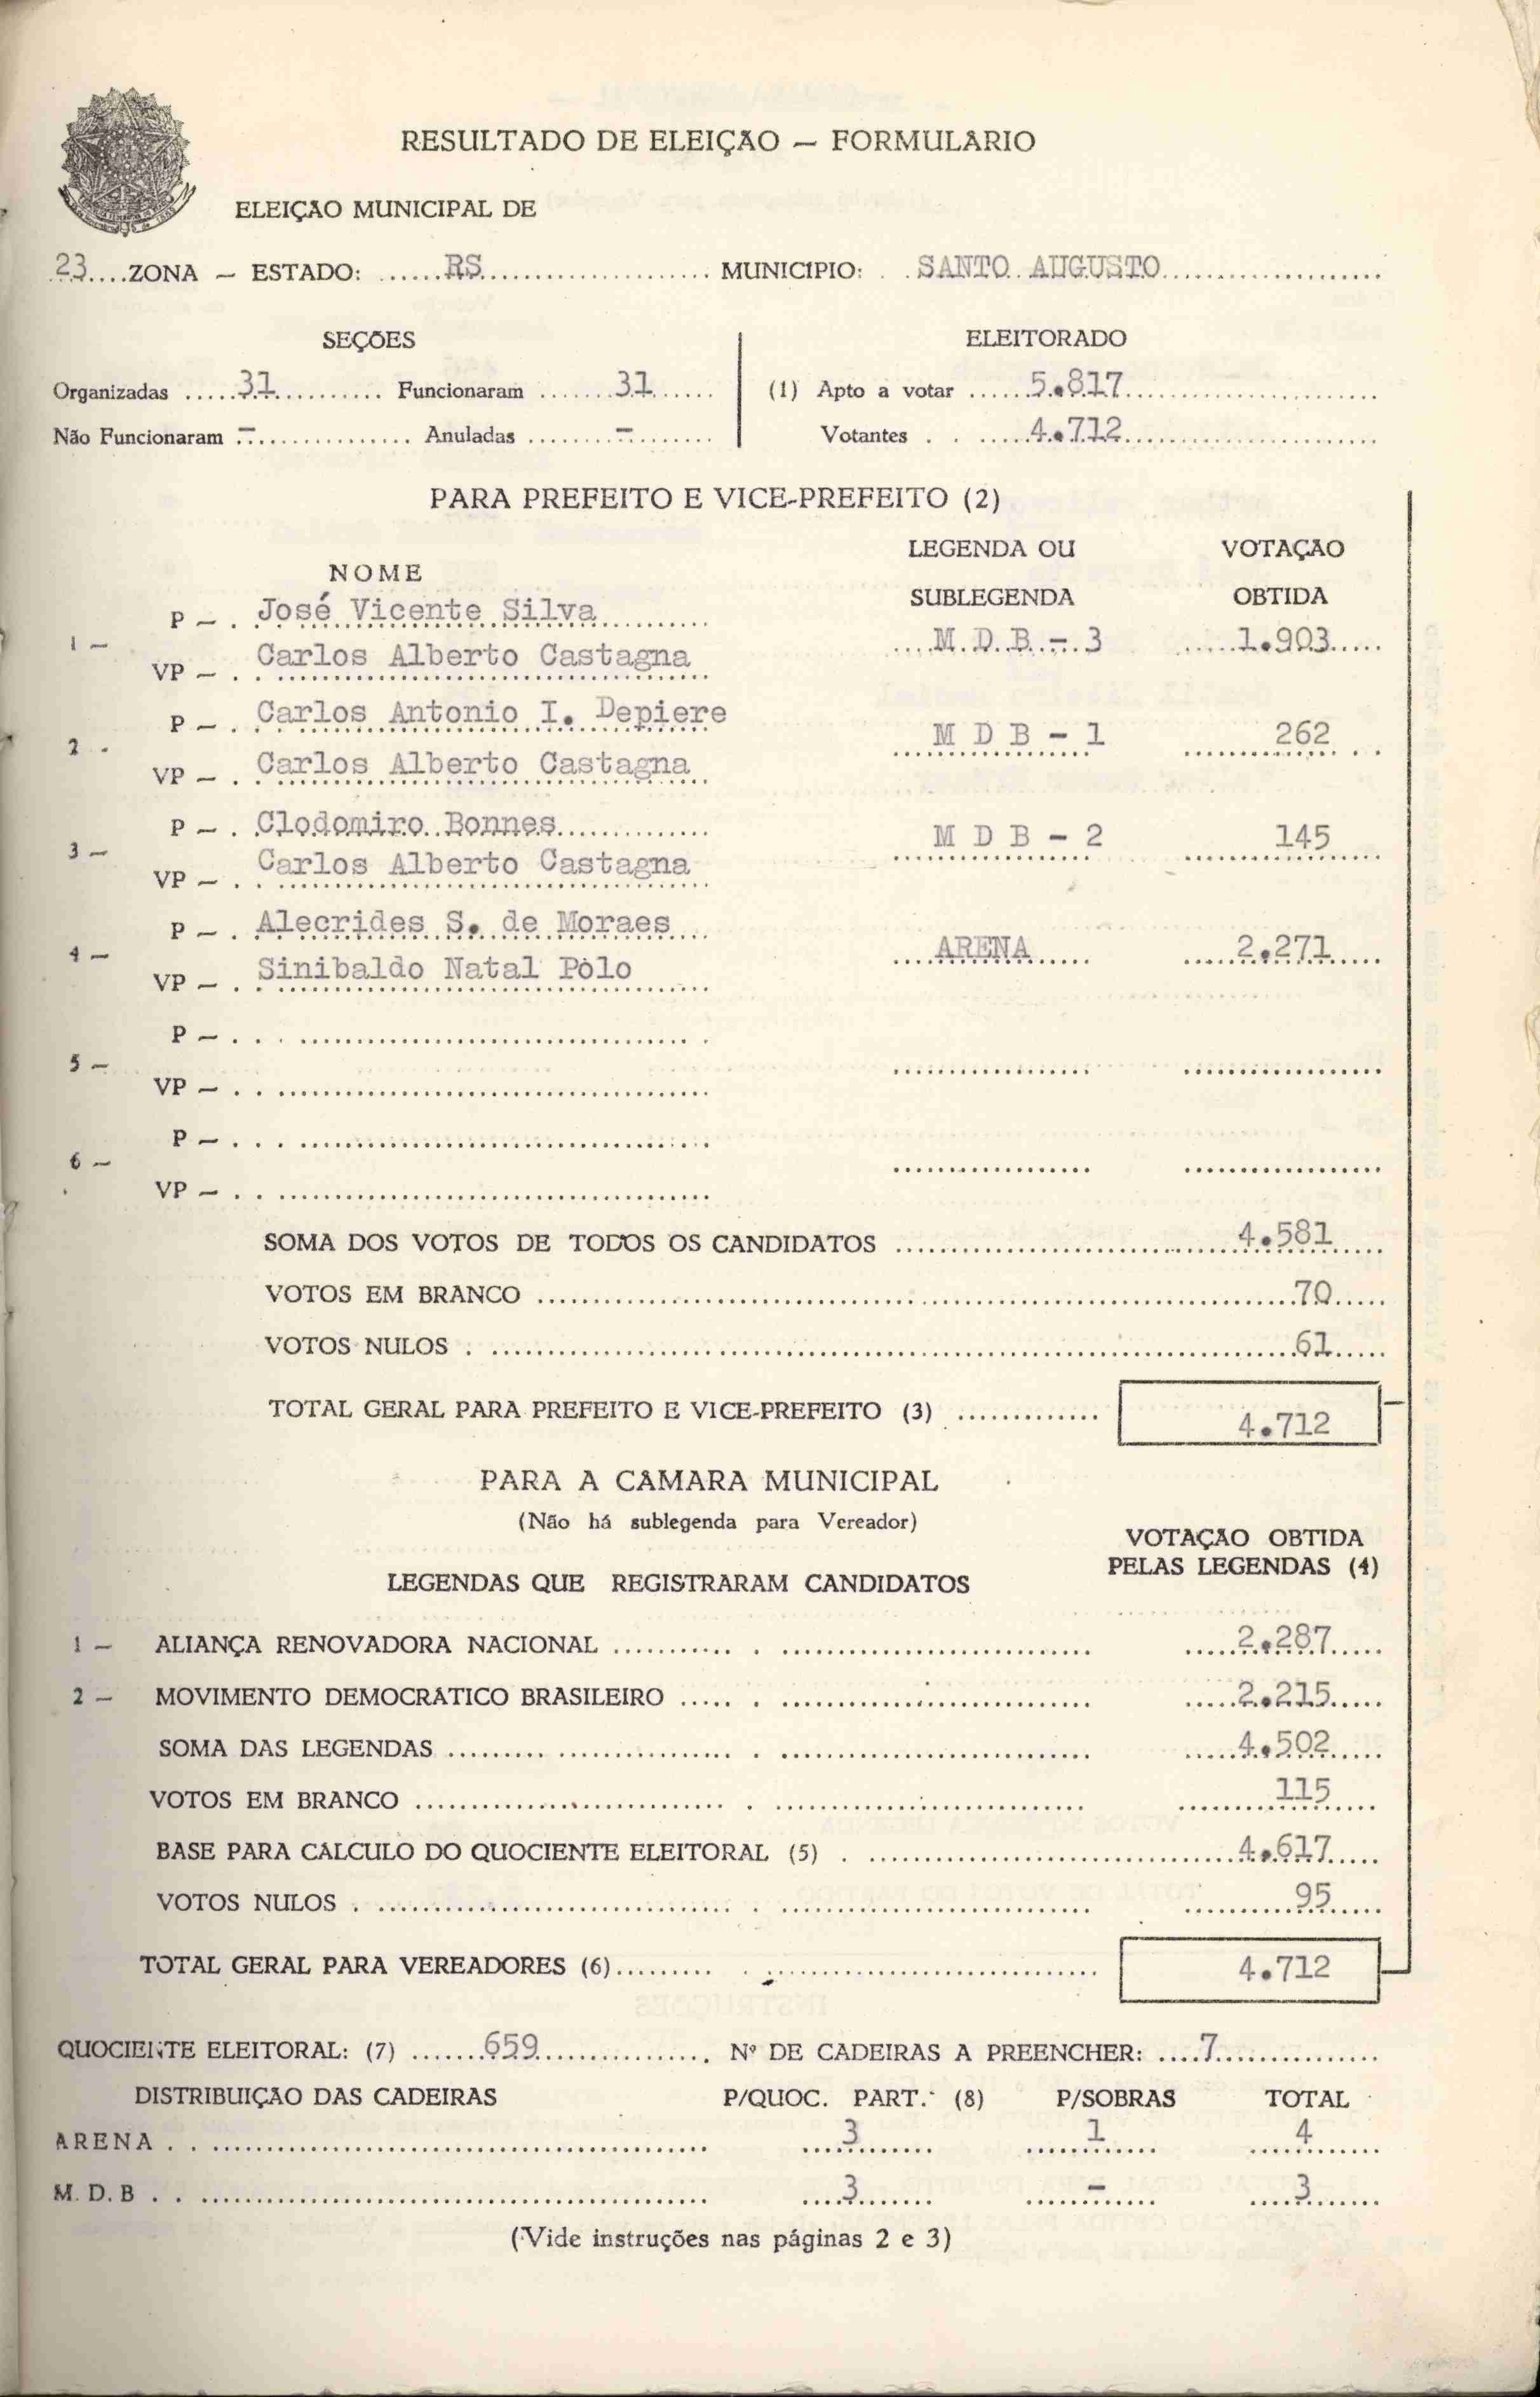 RESULTADO DE ELEIÇÃO — FORMULARIO
ELEIÇÃO MUNICIPAL DE
23....ZONA — ESTADO: ......RS..................... MUNICIPIO: . . SANTO AUGUSTO....................
SEÇÕES
ELEITORADO
Organizadas .....31.......... Funcionaram .......31...... (1) Apto a votar ......5.817.......................
Não Funcionaram -............... Anuladas ........-........ Votantes . . .....4.712.......................
PARA PREFEITO E VICE-PREFEITO (2)
NOME
LEGENDA OU SUBLEGENDA
VOTAÇÃO OBTIDA
1 — P — . José Vicente Silva..........
....M.D.B.-.3 .....1.903.....
VP — . Carlos Alberto Castagna
2 - P — . Carlos Antonio I. Depiere
M D B - 1 262
VP — . Carlos Alberto Castagna
3 — P — . Clodomiro Bonnes..............
M D B - 2 145
VP — . Carlos Alberto Castagna
4 — P — . Alecrides S. de Moraes....
....ARENA...... .....2.271.....
VP — . Sinibaldo Natal Pòlo
P — . . . ....................................
5 — .................. ..................
VP — . . .......................................
P — . . . .....................................
6 — .................. ..................
VP — . . .......................................
SOMA DOS VOTOS DE TODOS OS CANDIDATOS ...............................4.581.....
VOTOS EM BRANCO ....................................................................70.....
VOTOS NULOS . ........................................................................61.....
TOTAL GERAL PARA PREFEITO E VICE-PREFEITO (3) ............. 4.712
PARA A CÂMARA MUNICIPAL
(Não há sublegenda para Vereador)
LEGENDAS QUE REGISTRARAM CANDIDATOS
VOTAÇÃO OBTIDA PELAS LEGENDAS (4)
1 — ALIANÇA RENOVADORA NACIONAL ........... . ............................ .....2.287.....
2 — MOVIMENTO DEMOCRÁTICO BRASILEIRO ..... . ............................ .....2.215.....
SOMA DAS LEGENDAS .......................... . ............................ .....4.502.....
VOTOS EM BRANCO ............................ . ............................ 115
BASE PARA CÁLCULO DO QUOCIENTE ELEITORAL (5) . .................................4.617.....
VOTOS NULOS . ................................ . ............................ ..........95.....
TOTAL GERAL PARA VEREADORES (6)......... . .............................. 4.712
QUOCIENTE ELEITORAL: (7) .......659................ Nº DE CADEIRAS A PREENCHER: ....7...............
DISTRIBUIÇÃO DAS CADEIRAS P/QUOC. PART. (8) P/SOBRAS TOTAL
ARENA . . ............................................. 3 1 4
M. D. B . . .............................................. 3 - 3
(Vide instruções nas páginas 2 e 3)